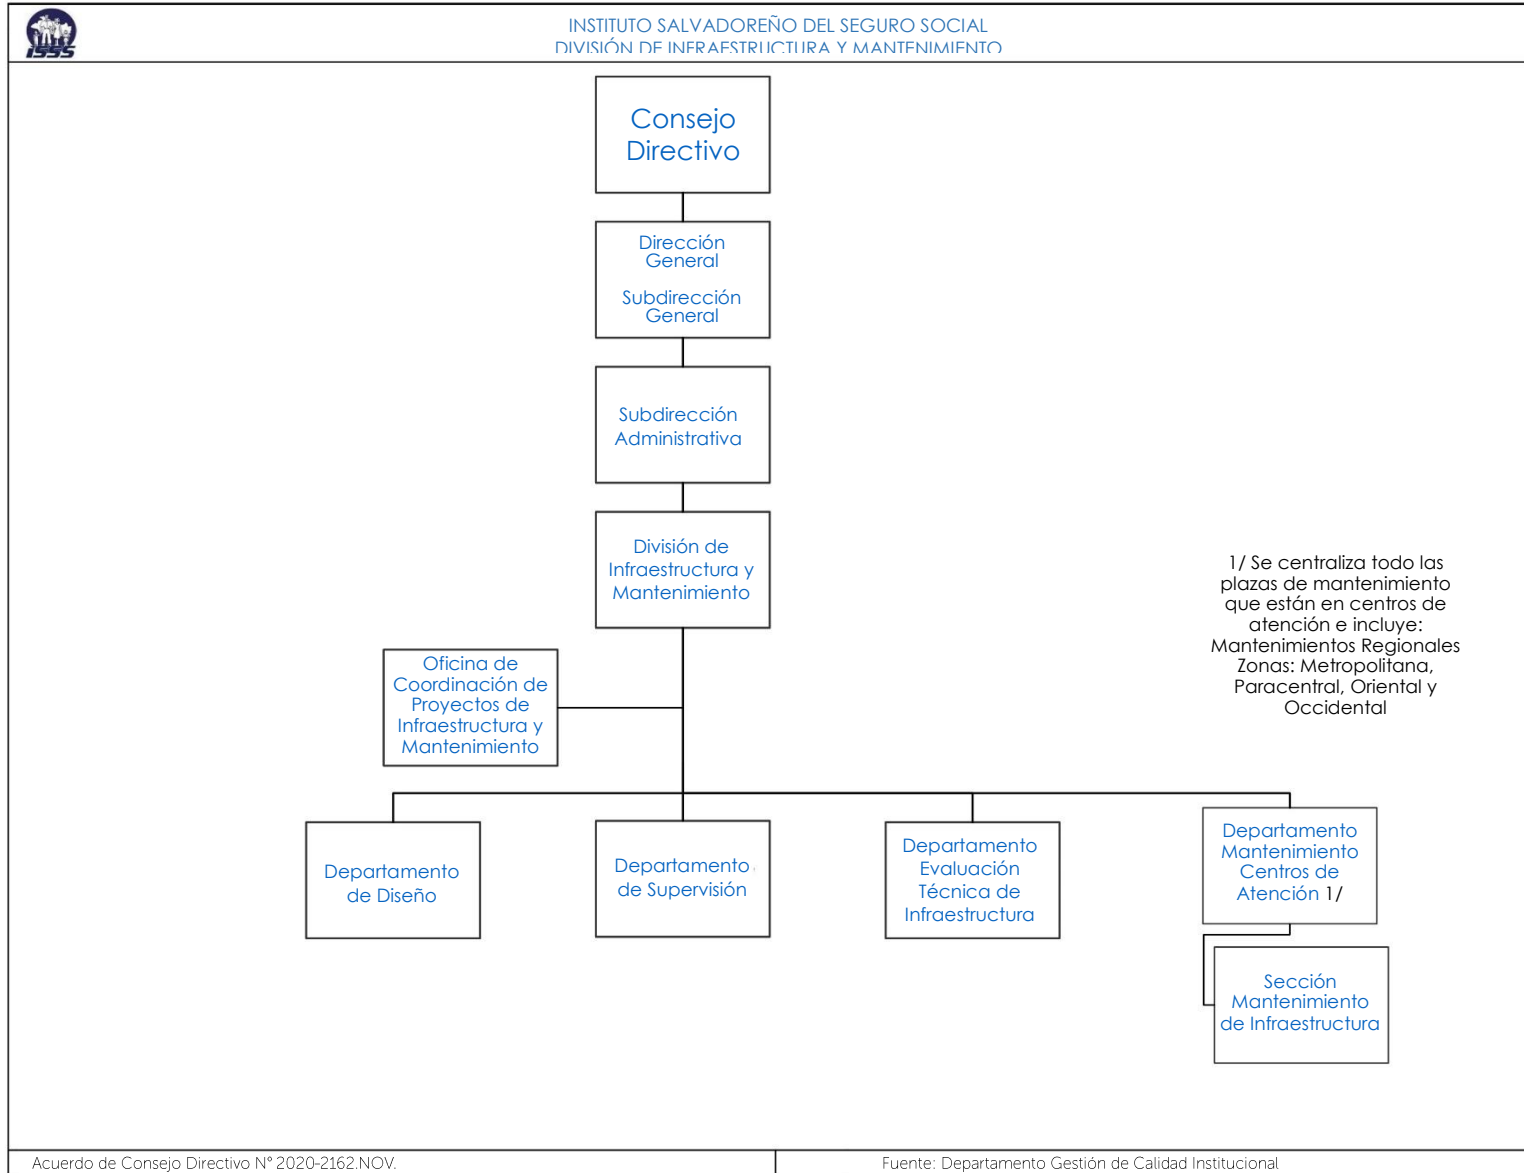 ISSS
INSTITUTO SALVADOREÑO DEL SEGURO SOCIAL
DIVISIÓN DE INFRAESTRUCTURA Y MANTENIMIENTO
Consejo
Directivo
Dirección
General
Subdirección
General
Subdirección
Administrativa
División de
Infraestructura y
Mantenimiento
1/ Se centraliza todo las
plazas de mantenimiento
que están en centros de
atención e incluye:
Mantenimientos Regionales
Zonas: Metropolitana,
Paracentral, Oriental y
Occidental
Oficina de
Coordinación de
Proyectos de
Infraestructura y
Mantenimiento
Departamento
de Diseño
Departamento
de Supervisión
Departamento
Evaluación
Técnica de
Infraestructura
Departamento
Mantenimiento
Centros de
Atención 1/
Sección
Mantenimiento
de Infraestructura
Acuerdo de Consejo Directivo N° 2020-2162.NOV.
Fuente: Departamento Gestión de Calidad Institucional